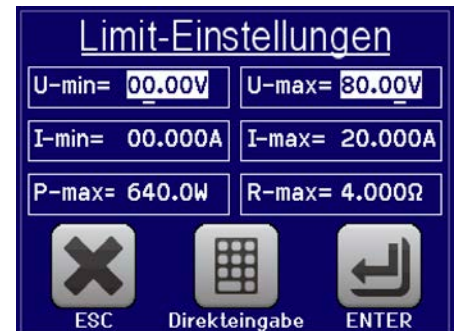 Limit-Einstellungen
U-min= 00.00V U-max= 80.00V
I-min= 00.000A I-max= 20.000A
P-max= 640.0W R-max= 4.000Ω
ESC Direkteingabe ENTER